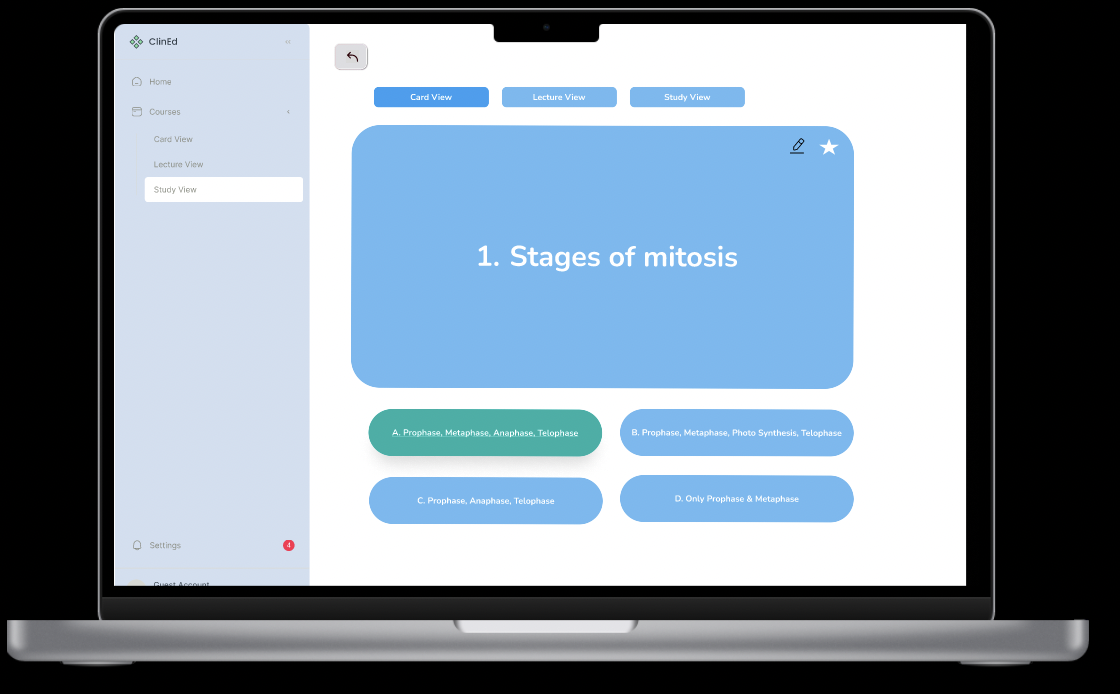 ClinEd
Home
Courses
Card View
Lecture View
Study View
Settings
4
Guest Account
Card View
Lecture View
Study View
1. Stages of mitosis
A. Prophase, Metaphase, Anaphase, Telophase
B. Prophase, Metaphase, Photo Synthesis, Telophase
C. Prophase, Anaphase, Telophase
D. Only Prophase & Metaphase